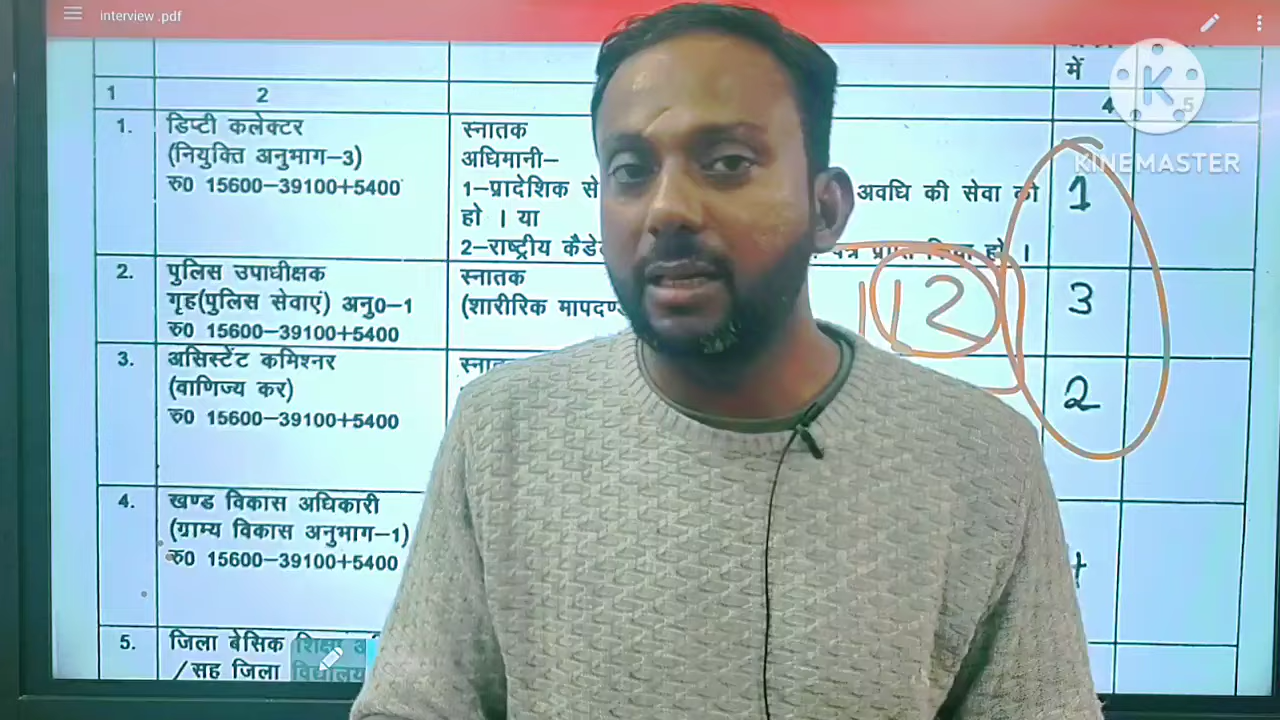 interview .pdf
में
KINEMASTER
1
2
4
1.
डिप्टी कलेक्टर
(नियुक्ति अनुभाग-3)
रु0 15600-39100+5400
स्नातक
अधिमानी-
1-प्रादेशिक
अवधि की सेवा की
हो । या
2-राष्ट्रीय
1
2.
पुलिस उपाधीक्षक
गृह(पुलिस सेवाएं) अनु0-1
रु0 15600-39100+5400
स्नातक
(शारीरिक
12
3
3.
असिस्टेंट कमिश्नर
(वाणिज्य कर)
रु0 15600-39100+5400
2
4.
खण्ड विकास अधिकारी
(ग्राम्य विकास अनुभाग-1)
रु0 15600-39100+5400
5.
जिला बेसिक शिक्षा
/सह जिला